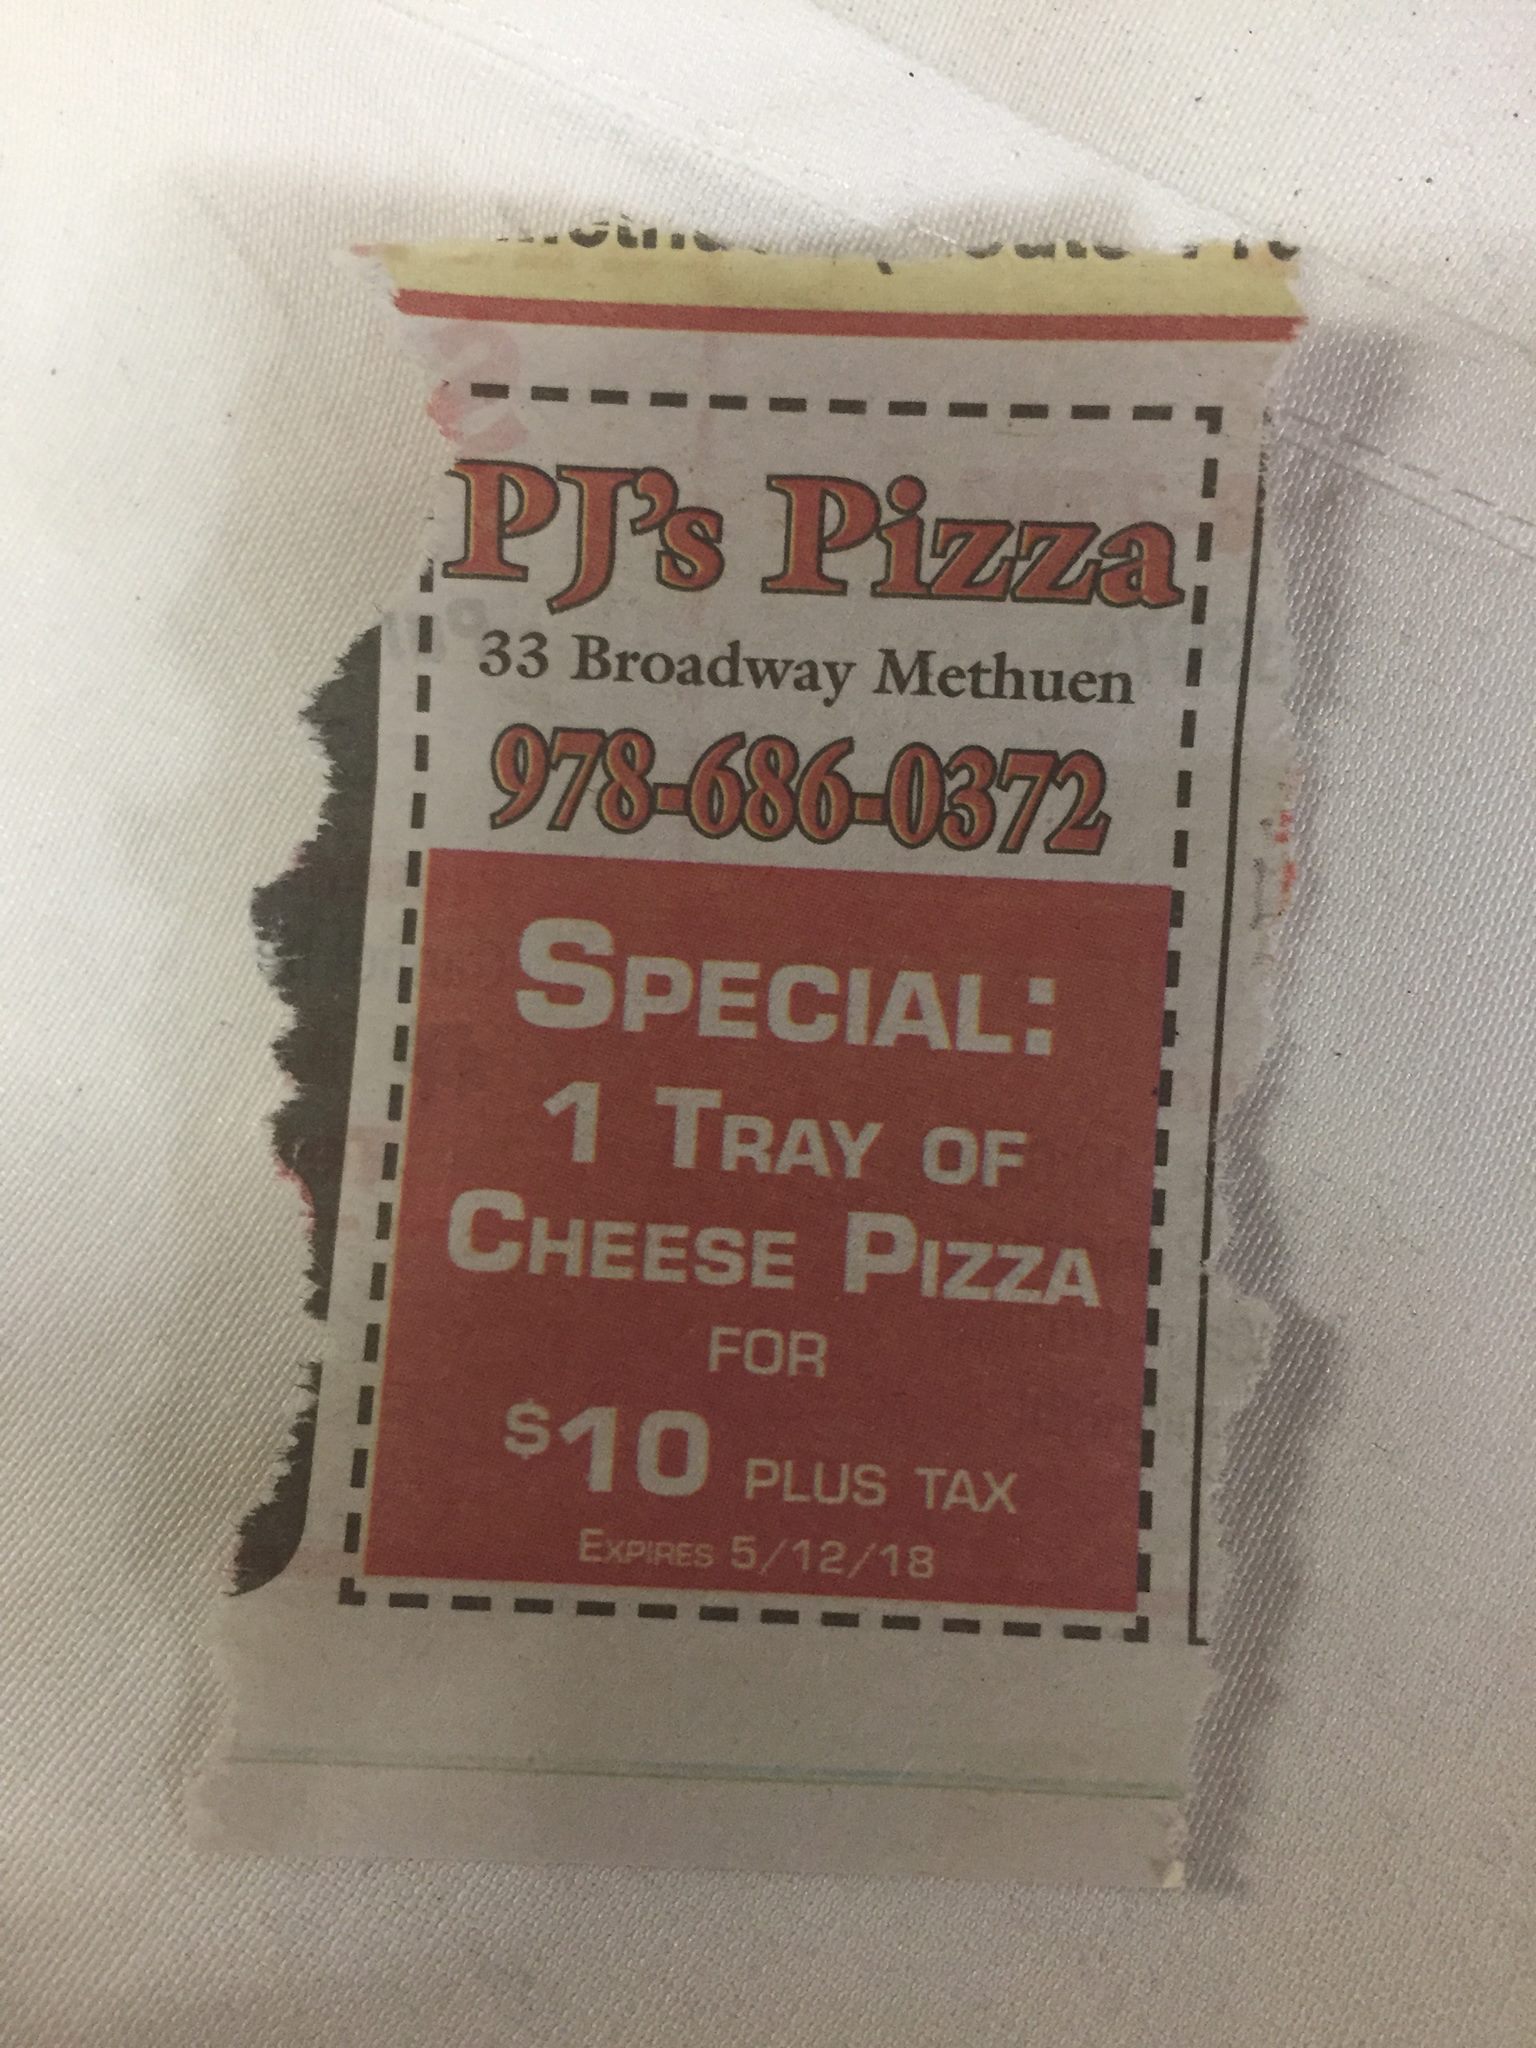 PJ's Pizza
33 Broadway Methuen
978-686-0372
SPECIAL:
1 TRAY OF
CHEESE PIZZA
FOR
$10 PLUS TAX
EXPIRES 5/12/18